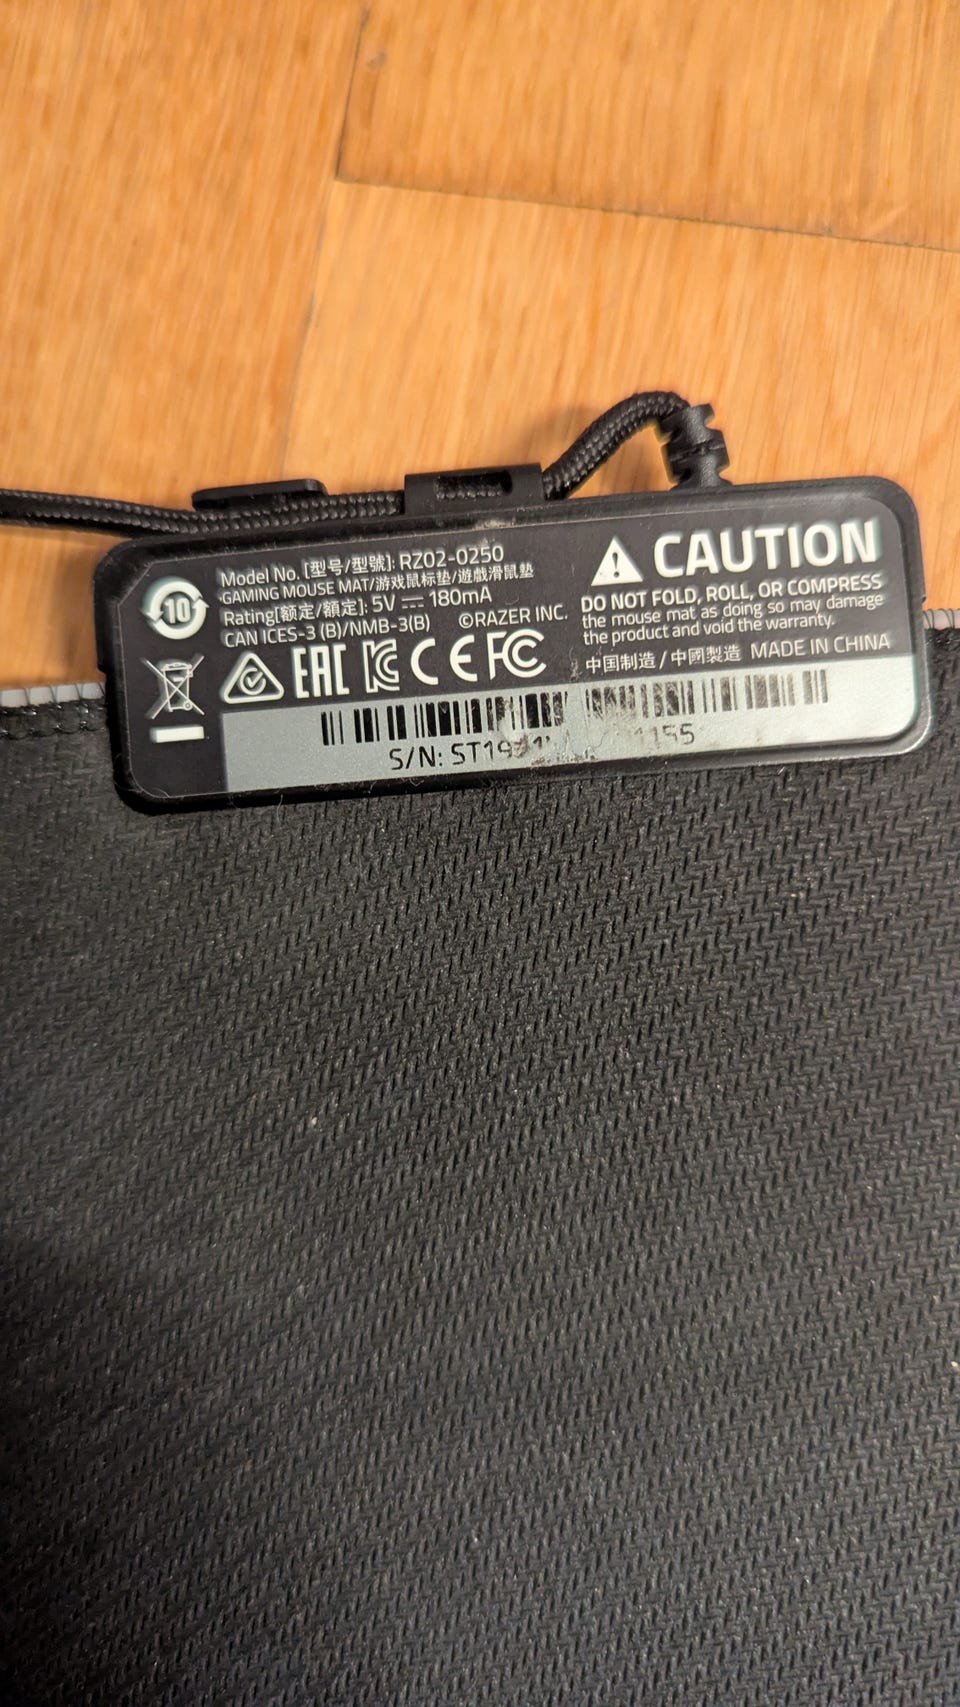 10
Model No. [型号/型號]: RZ02-0250
GAMING MOUSE MAT/游戏鼠标垫/遊戲滑鼠墊
Rating[额定/額定]: 5V ⎓ 180mA
CAN ICES-3 (B)/NMB-3(B) ©RAZER INC.
EAC CE FC
CAUTION
DO NOT FOLD, ROLL, OR COMPRESS
the mouse mat as doing so may damage
the product and void the warranty.
中国制造 / 中國製造 MADE IN CHINA
S/N: